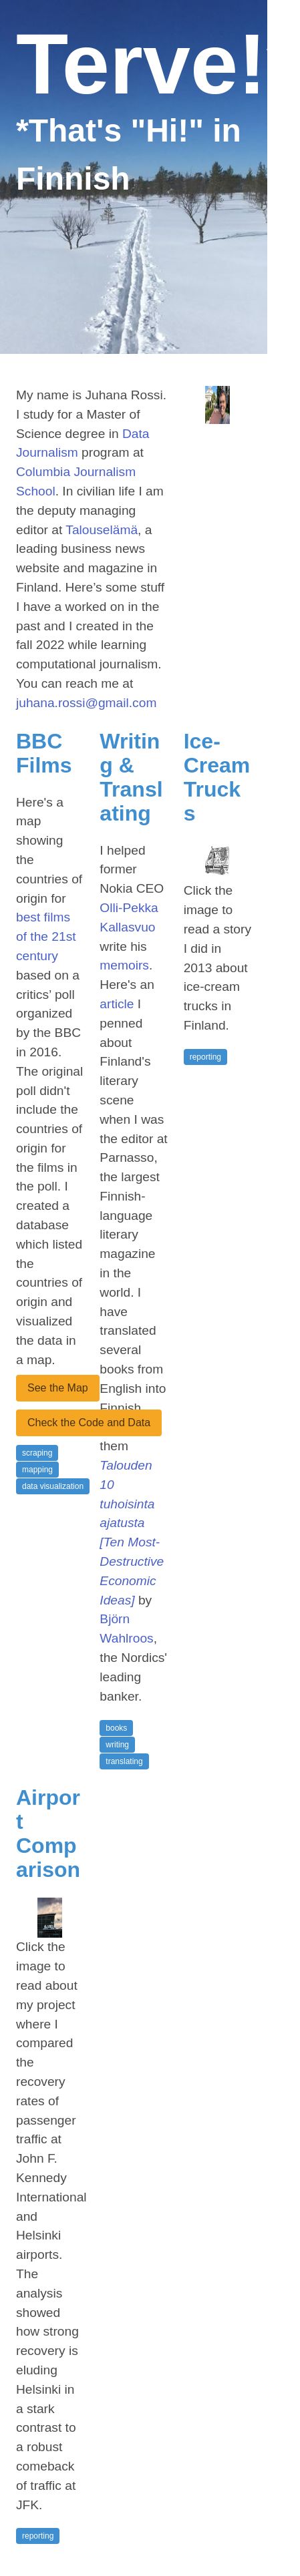 Terve!
*That's "Hi!" in
Finnish
My name is Juhana Rossi.
I study for a Master of
Science degree in Data
Journalism program at
Columbia Journalism
School. In civilian life I am
the deputy managing
editor at Talouselämä, a
leading business news
website and magazine in
Finland. Here’s some stuff
I have worked on in the
past and I created in the
fall 2022 while learning
computational journalism.
You can reach me at
juhana.rossi@gmail.com
BBC
Films
Here's a
map
showing
the
countries of
origin for
best films
of the 21st
century
based on a
critics’ poll
organized
by the BBC
in 2016.
The original
poll didn't
include the
countries of
origin for
the films in
the poll. I
created a
database
which listed
the
countries of
origin and
visualized
the data in
a map.
See the Map
Check the Code and Data
scraping
mapping
data visualization
Writin
g &
Transl
ating
I helped
former
Nokia CEO
Olli-Pekka
Kallasvuo
write his
memoirs.
Here's an
article I
penned
about
Finland's
literary
scene
when I was
the editor at
Parnasso,
the largest
Finnish-
language
literary
magazine
in the
world. I
have
translated
several
books from
English into
Finnish
them
Talouden
10
tuhoisinta
ajatusta
[Ten Most-
Destructive
Economic
Ideas] by
Björn
Wahlroos,
the Nordics'
leading
banker.
books
writing
translating
Ice-
Cream
Truck
s
Click the
image to
read a story
I did in
2013 about
ice-cream
trucks in
Finland.
reporting
Airpor
t
Comp
arison
Click the
image to
read about
my project
where I
compared
the
recovery
rates of
passenger
traffic at
John F.
Kennedy
International
and
Helsinki
airports.
The
analysis
showed
how strong
recovery is
eluding
Helsinki in
a stark
contrast to
a robust
comeback
of traffic at
JFK.
reporting